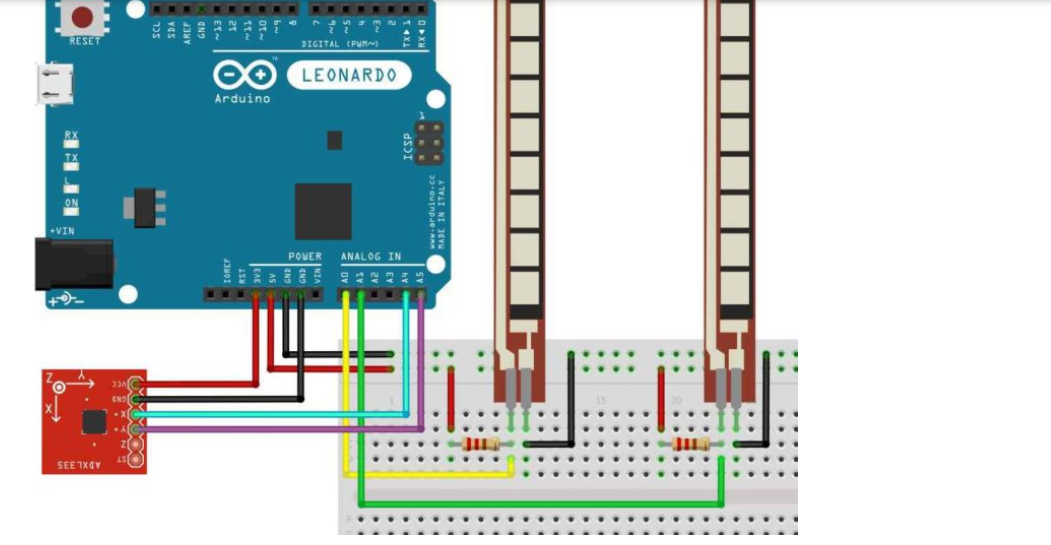 RESET
SCL
SDA
AREF
GND
~13
12
~11
~10
~9
8
7
~6
~5
4
~3
2
TX▶1
RX◀0
DIGITAL (PWM~)
LEONARDO
Arduino
1
ICSP
RX
TX
L
ON
+VIN
www.arduino.cc
MADE IN ITALY
POWER
ANALOG IN
IOREF
RST
3V3
5V
GND
GND
VIN
A0
A1
A2
A3
A4
A5
Z
Y
X
VCC
GND
X
Y
Z
ST
ADXL335
1
15
20
F